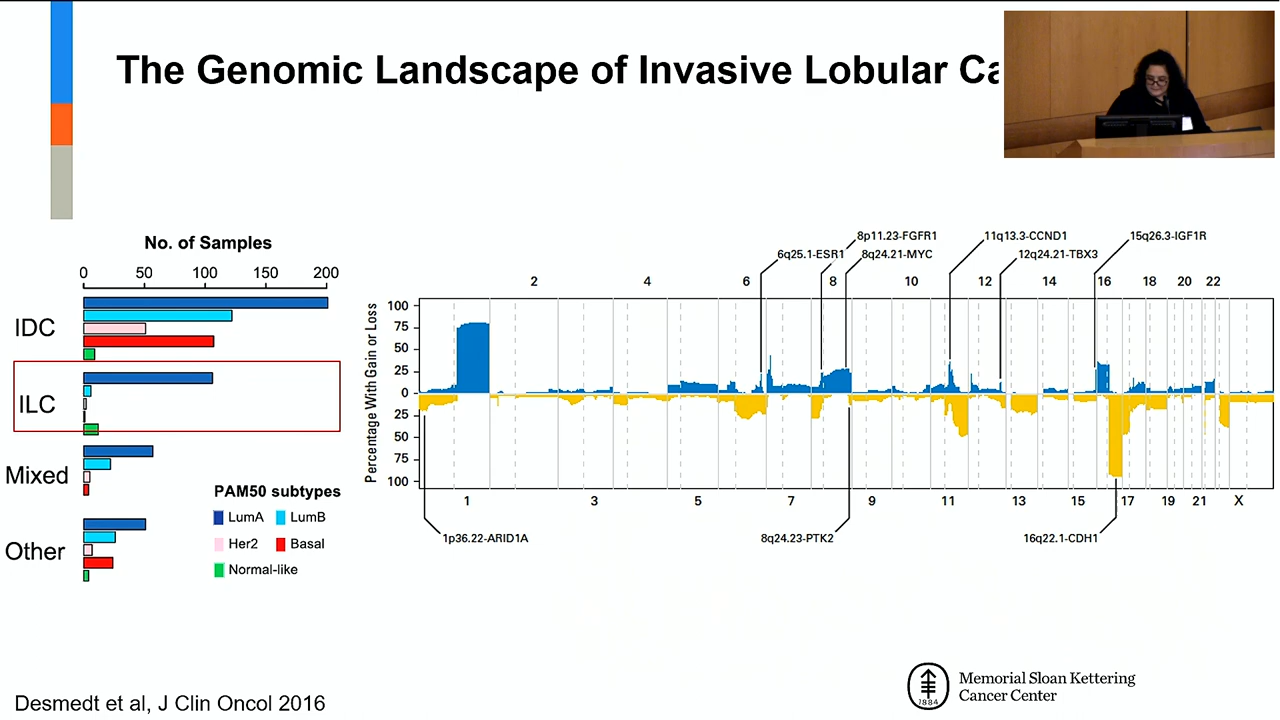 The Genomic Landscape of Invasive Lobular Ca
No. of Samples
0 50 100 150 200
IDC
ILC
Mixed
Other
PAM50 subtypes
LumA LumB
Her2 Basal
Normal-like
8p11.23-FGFR1 11q13.3-CCND1 15q26.3-IGF1R
6q25.1-ESR1 8q24.21-MYC 12q24.21-TBX3
2 4 6 8 10 12 14 16 18 20 22
Percentage With Gain or Loss
100
75
50
25
0
25
50
75
100
1 3 5 7 9 11 13 15 17 19 21 X
1p36.22-ARID1A 8q24.23-PTK2 16q22.1-CDH1
Desmedt et al, J Clin Oncol 2016
1884
Memorial Sloan Kettering
Cancer Center